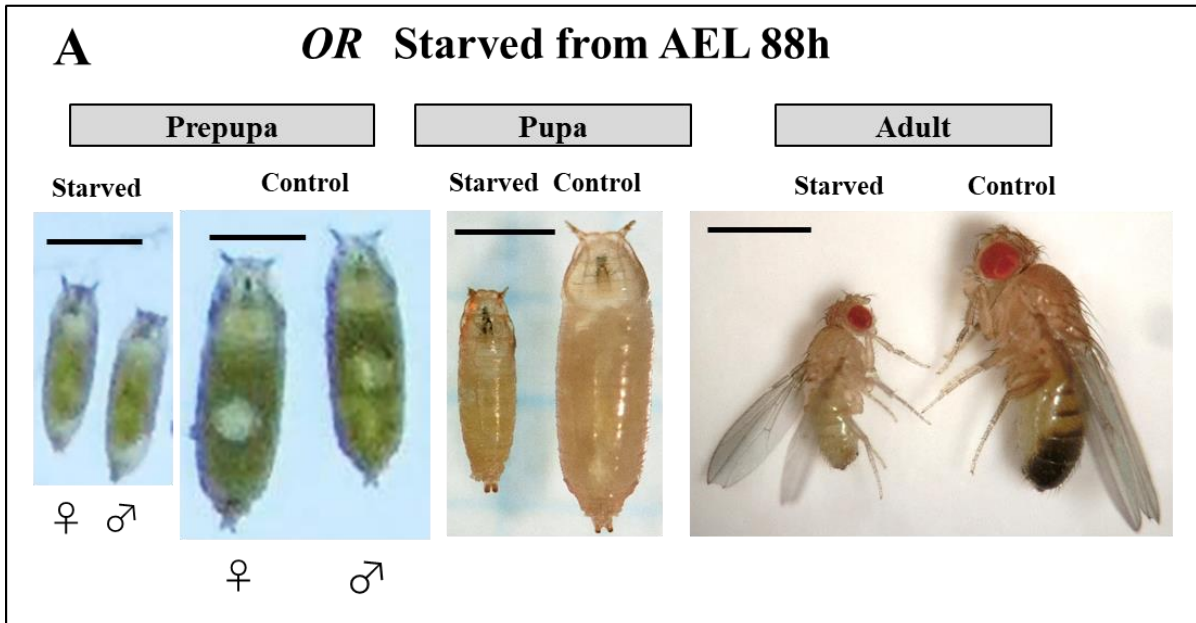 A
OR Starved from AEL 88h
Prepupa
Pupa
Adult
Starved
Control
Starved Control
Starved
Control
♀ ♂
♀ ♂